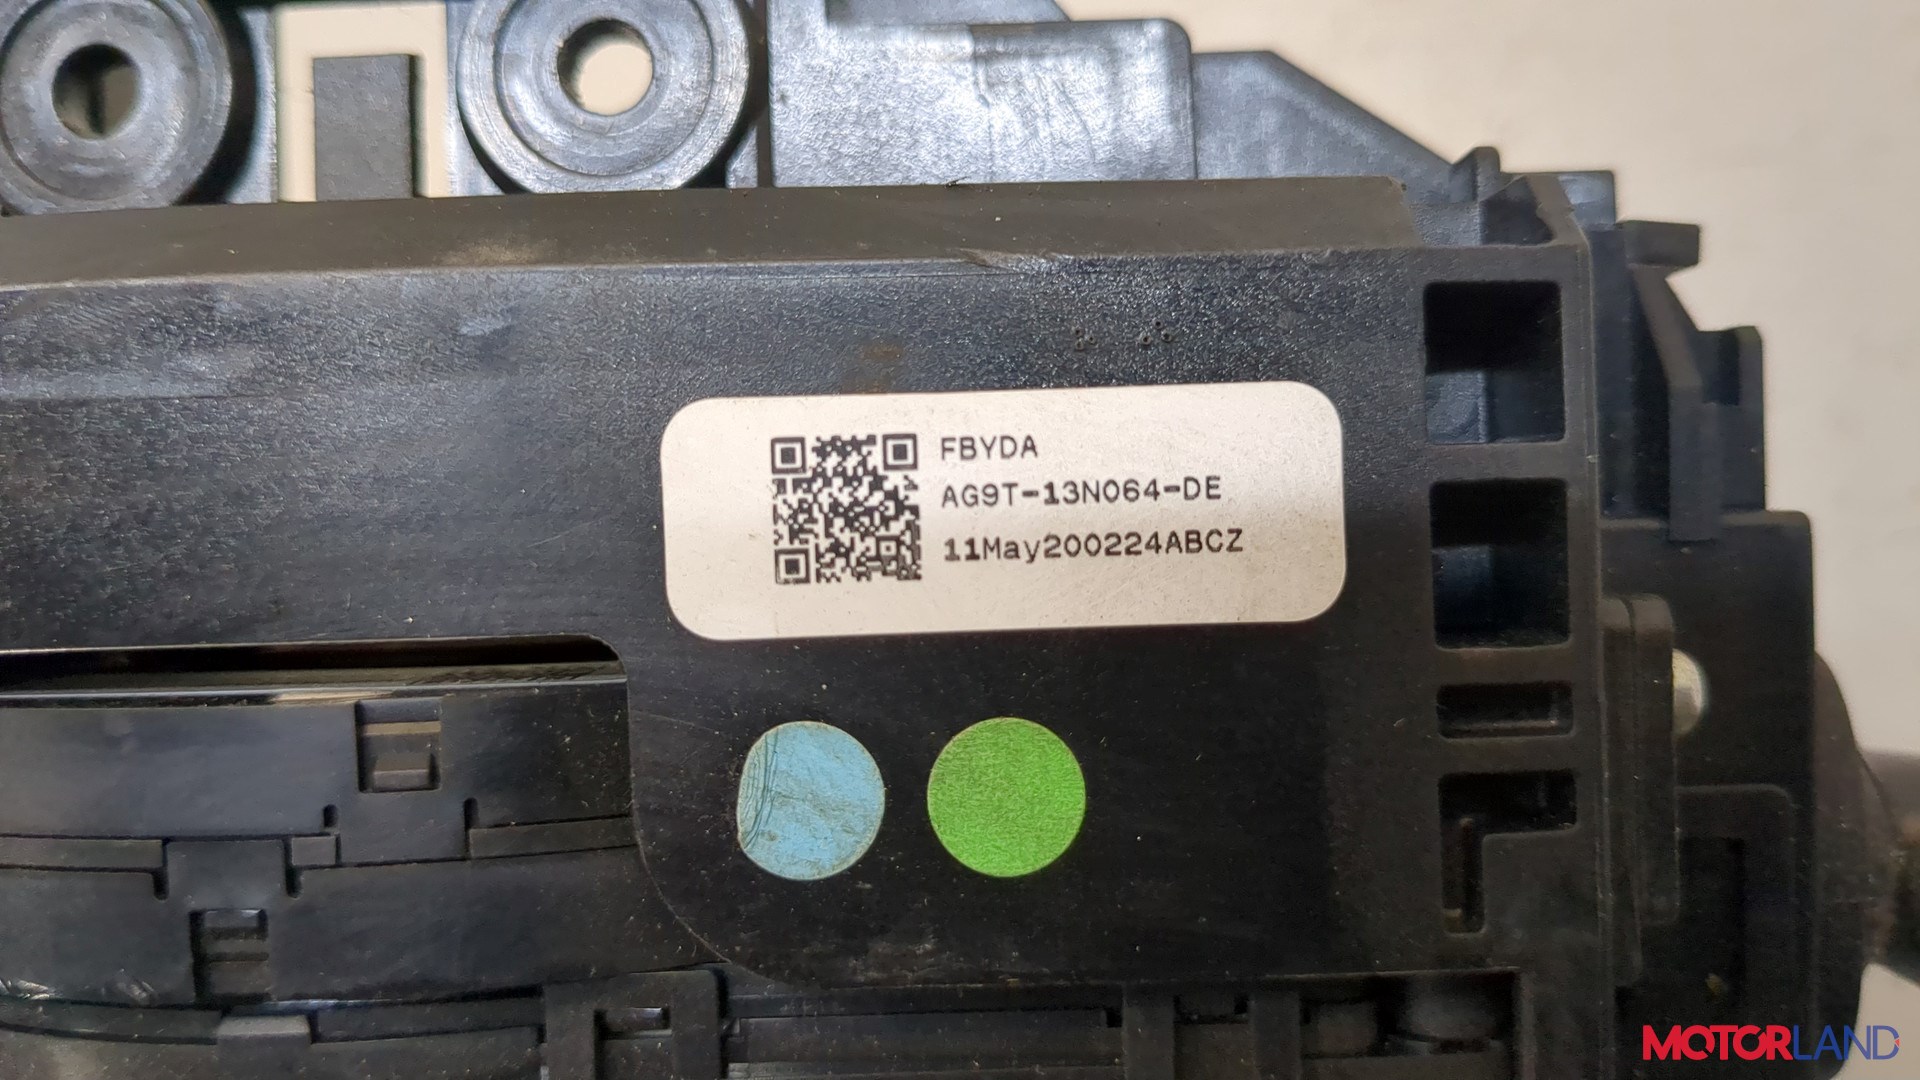 FBYDA
AG9T-13N064-DE
11May200224ABCZ
MOTORLAND